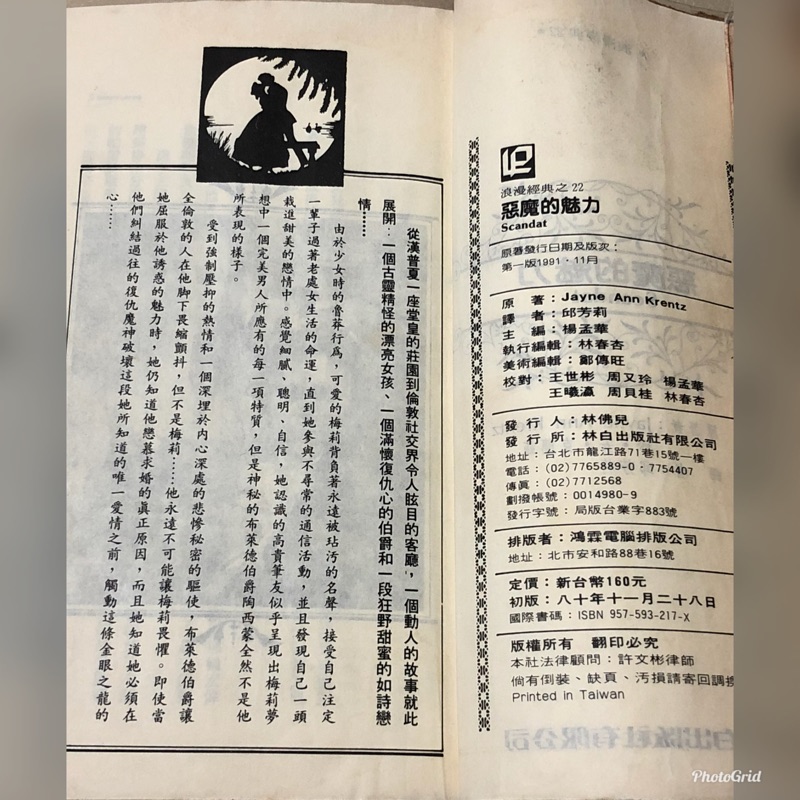 從漢普夏一座堂皇的莊園到倫敦社交界令人眩目的客廳，一個動人的故事就此
展開：一個古靈精怪的漂亮女孩、一個滿懷復仇心的伯爵和一段狂野甜蜜的如詩戀
情……
由於少女時的魯莽行為，可愛的梅莉背負著永遠被玷污的名聲，接受自己注定
一輩子過著老處女生活的命運，直到她參與不尋常的通信活動，並且發現自己一頭
栽進甜美的戀情中。感覺細膩、聰明、自信，她認識的高貴筆友似乎呈現出梅莉夢
想中一個完美男人所應有的每一項特質，但是神秘的布萊德伯爵陶西蒙全然不是他
所表現的樣子。
受到強制壓抑的熱情和一個深埋於內心深處的悲慘秘密的驅使，布萊德伯爵讓
全倫敦的人在他脚下畏縮顫抖，但不是梅莉……他永遠不可能讓梅莉畏懼。即使當
她屈服於他誘惑的魅力時，她仍知道他戀慕求婚的真正原因，而且她知道她必須在
他們糾結過往的復仇魔神破壞這段她所知道的唯一愛情之前，觸動這條金眼之龍的
心……
浪漫經典之22
惡魔的魅力
Scandat
原著發行日期及版次：
第一版1991・11月
原 著：Jayne Ann Krentz
譯 者：邱芳莉
主 編：楊孟華
執行編輯：林春杏
美術編輯：鄒傳旺
校對：王世彬 周又玲 楊孟華
王曦瀛 周貝桂 林春杏
發 行 人：林佛兒
發 行 所：林白出版社有限公司
地址：台北市龍江路71巷15號一樓
電話：(02)7765889-0・7754407
傳真：(02)7712568
劃撥帳號：0014980-9
發行字號：局版台業字883號
排版者：鴻霖電腦排版公司
地址：北市安和路88巷16號
定價：新台幣160元
初版：八十年十一月二十八日
國際書碼：ISBN 957-593-217-X
版權所有 翻印必究
本社法律顧問：許文彬律師
倘有倒裝、缺頁、污損請寄回調換
Printed in Taiwan
PhotoGrid